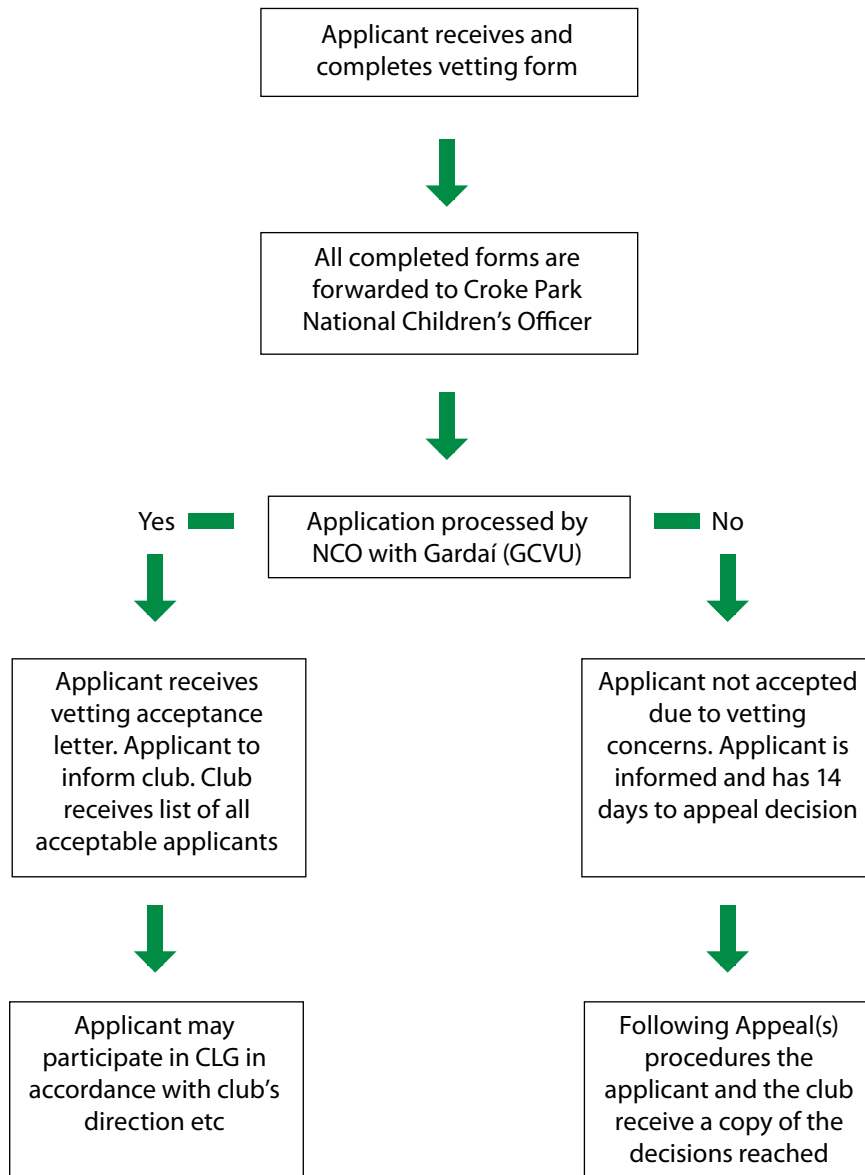 Applicant receives and
completes vetting form
All completed forms are
forwarded to Croke Park
National Children’s Officer
Yes
Application processed by
NCO with Gardaí (GCVU)
No
Applicant receives
vetting acceptance
letter. Applicant to
inform club. Club
receives list of all
acceptable applicants
Applicant not accepted
due to vetting
concerns. Applicant is
informed and has 14
days to appeal decision
Applicant may
participate in CLG in
accordance with club’s
direction etc
Following Appeal(s)
procedures the
applicant and the club
receive a copy of the
decisions reached